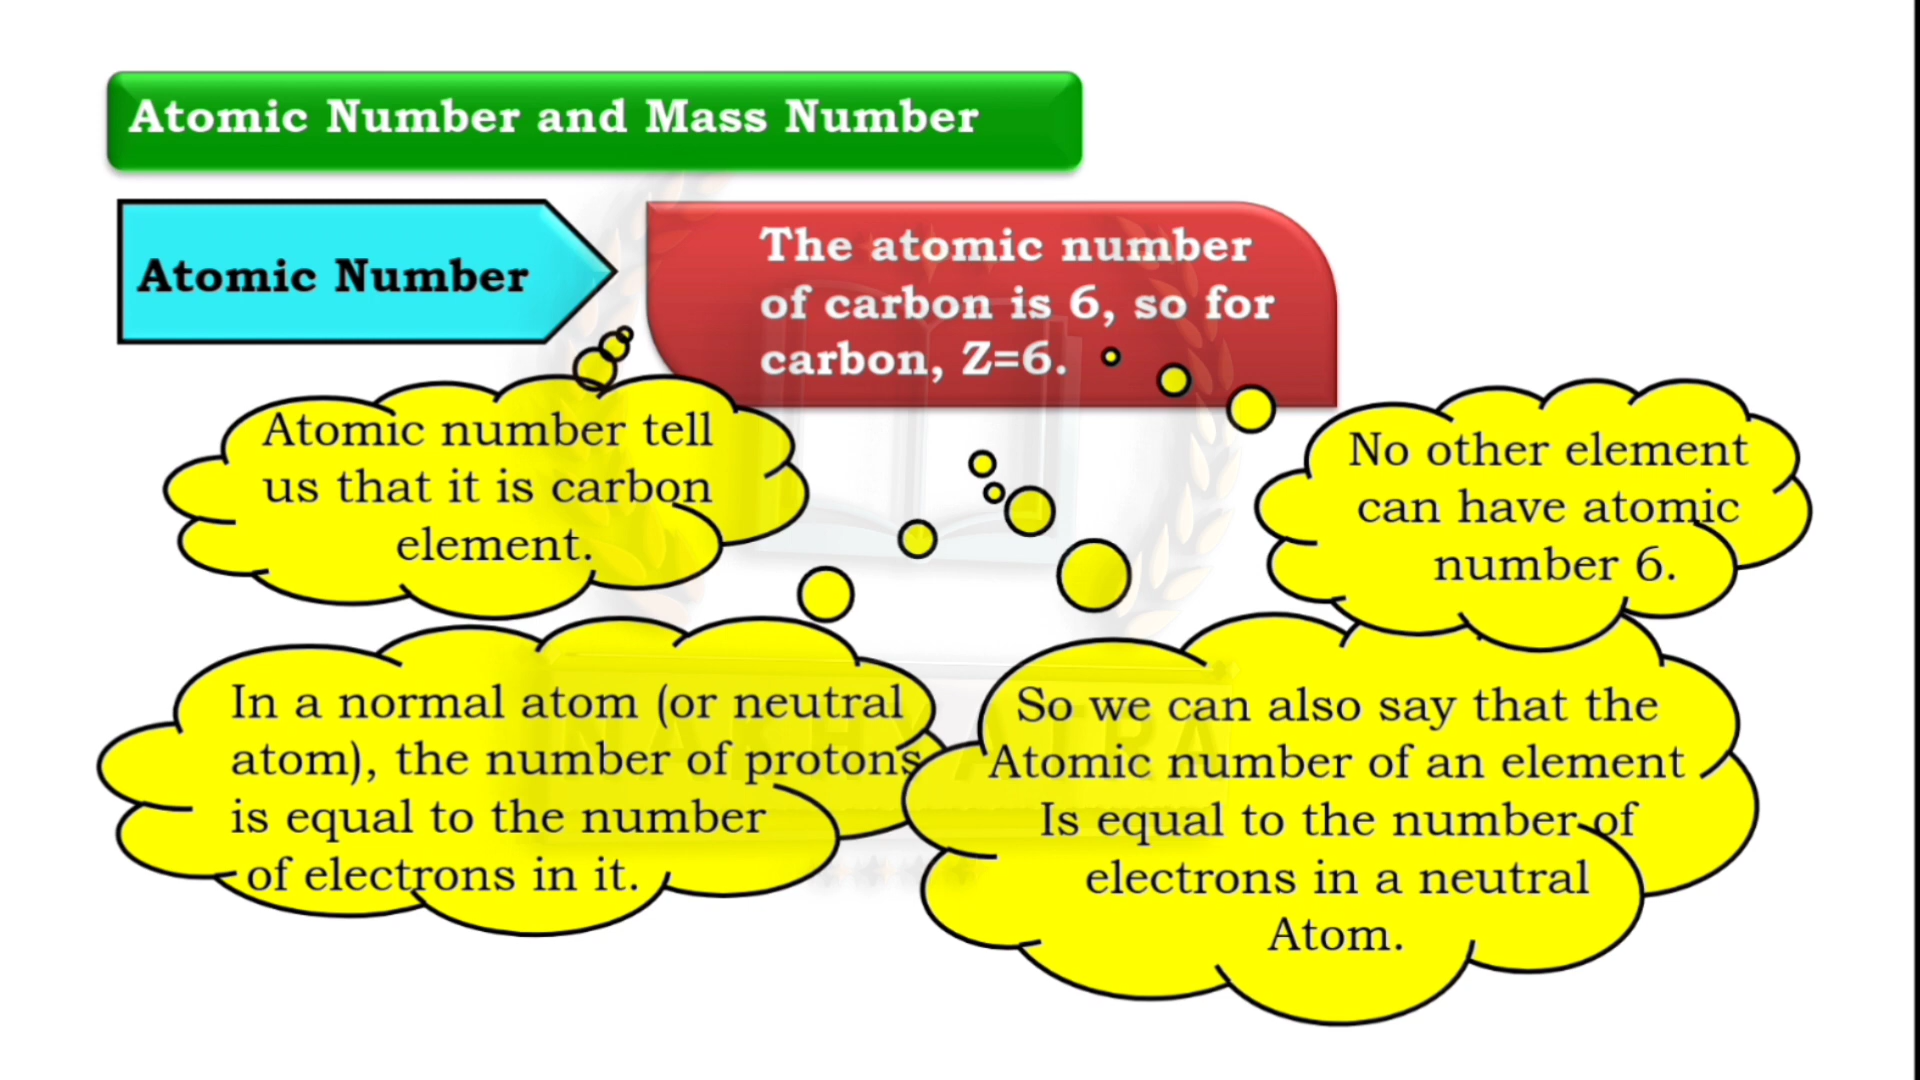 Atomic Number and Mass Number
Atomic Number
The atomic number
of carbon is 6, so for
carbon, Z=6.
Atomic number tell
us that it is carbon
element.
No other element
can have atomic
number 6.
In a normal atom (or neutral
atom), the number of protons
is equal to the number
of electrons in it.
So we can also say that the
Atomic number of an element
Is equal to the number of
electrons in a neutral
Atom.